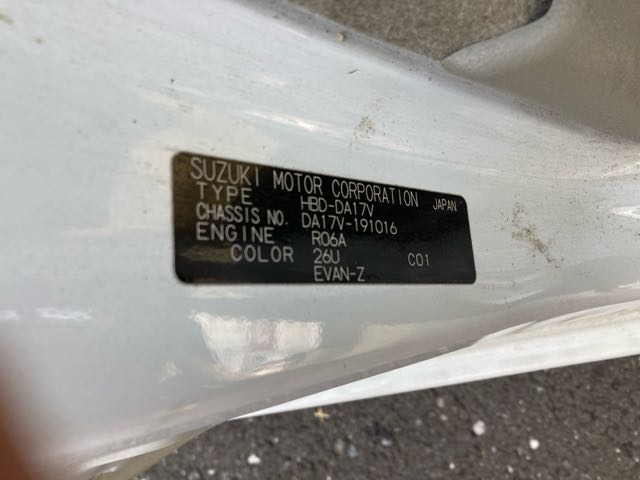 SUZUKI MOTOR CORPORATION JAPAN
TYPE HBD-DA17V
CHASSIS NO. DA17V-191016
ENGINE R06A
COLOR 26U C01
EVAN-Z